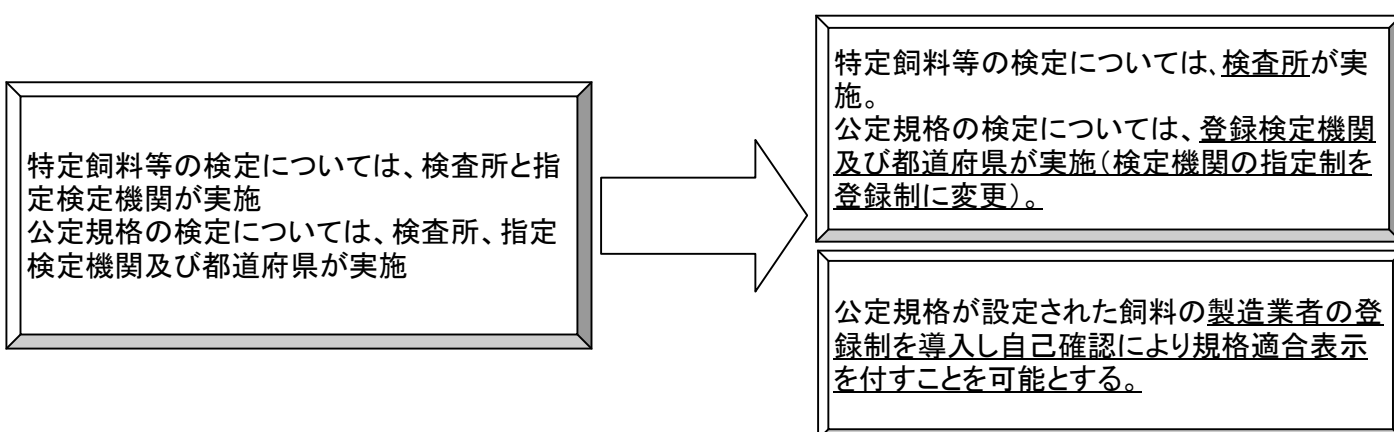 特定飼料等の検定については、検査所と指
定検定機関が実施
公定規格の検定については、検査所、指定
検定機関及び都道府県が実施
特定飼料等の検定については、検査所が実
施。
公定規格の検定については、登録検定機関
及び都道府県が実施（検定機関の指定制を
登録制に変更）。
公定規格が設定された飼料の製造業者の登
録制を導入し自己確認により規格適合表示
を付すことを可能とする。